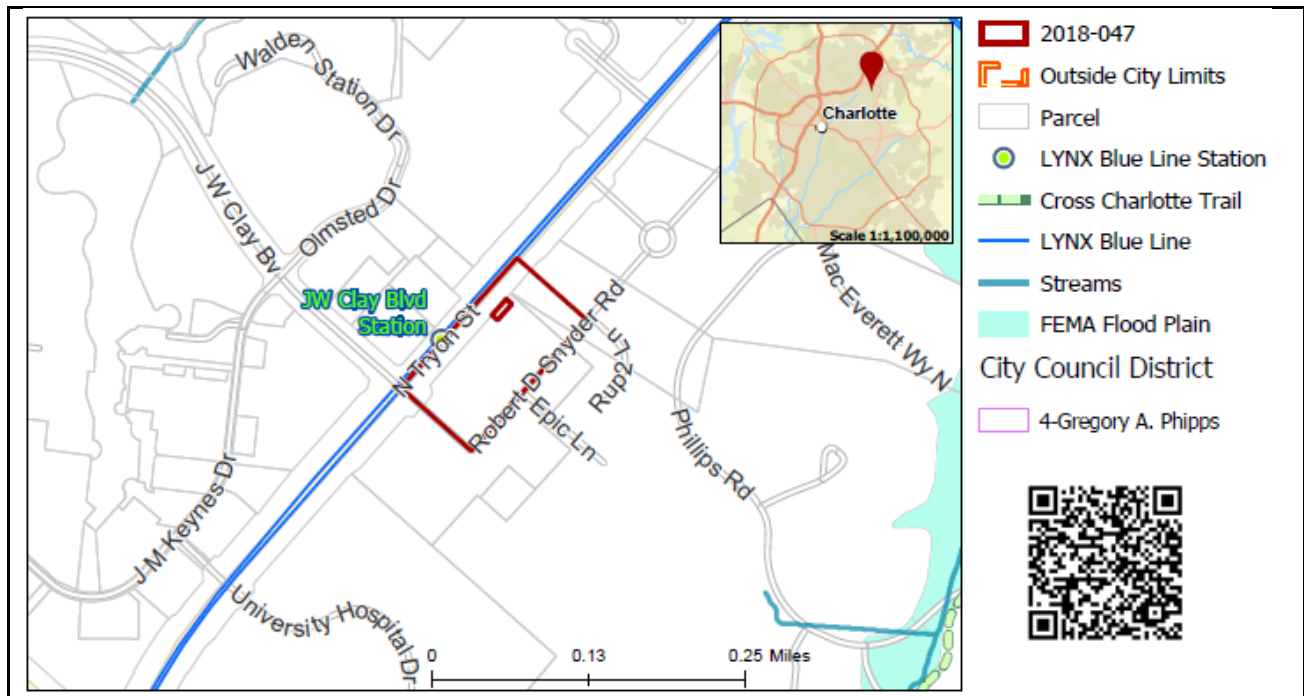 Walden Station Dr
Olmsted Dr
J W Clay Bv
JW Clay Blvd
Station
N Tryon St
Robert D Snyder Rd
Epic Ln
Rup2
Phillips Rd
Mac Everett Wy N
J M Keynes Dr
University Hospital Dr
0
0.13
0.25 Miles
Charlotte
Scale 1:1,100,000
2018-047
Outside City Limits
Parcel
LYNX Blue Line Station
Cross Charlotte Trail
LYNX Blue Line
Streams
FEMA Flood Plain
City Council District
4-Gregory A. Phipps